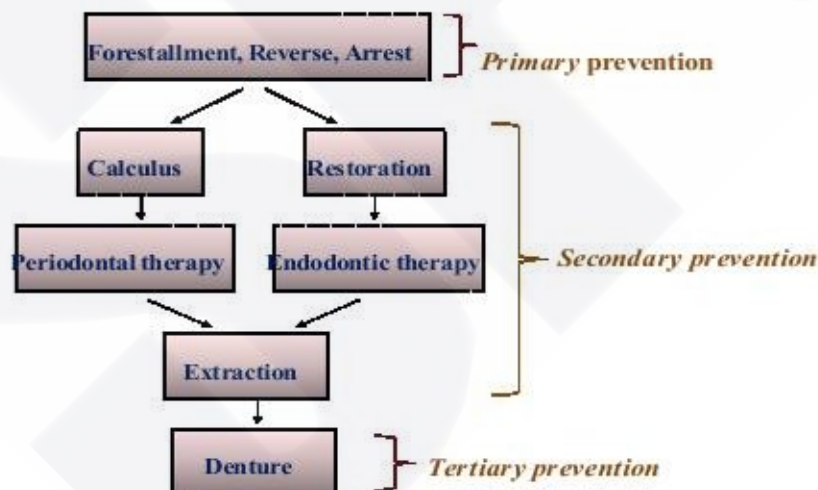 Forestallment, Reverse, Arrest
Primary prevention
Calculus
Restoration
Periodontal therapy
Endodontic therapy
Secondary prevention
Extraction
Denture
Tertiary prevention